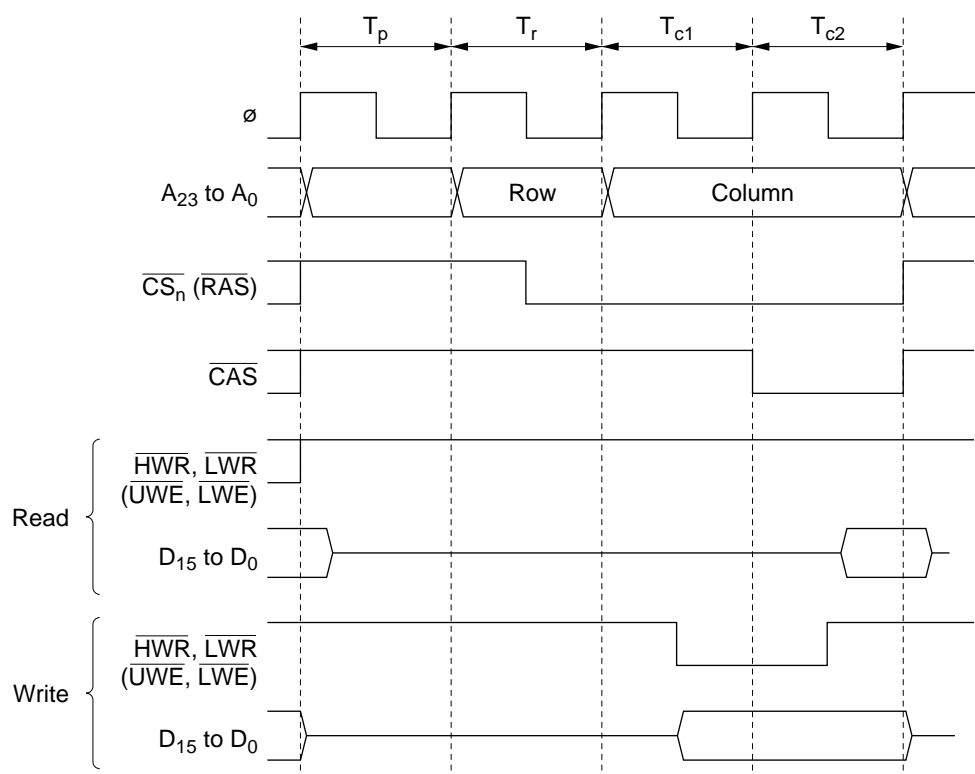 Tp Tr Tc1 Tc2
ø
A23 to A0 Row Column
CSn (RAS)
CAS
Read
HWR, LWR
(UWE, LWE)
D15 to D0
Write
HWR, LWR
(UWE, LWE)
D15 to D0